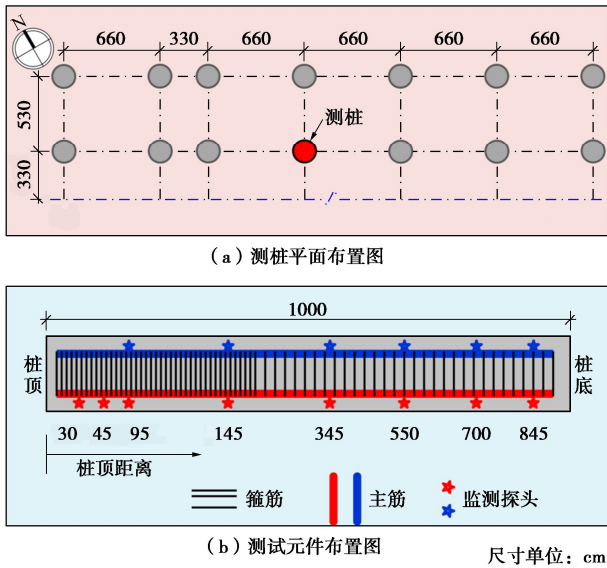 N
660 330 660 660 660 660
530
330
测桩
(a)测桩平面布置图
1000
桩顶
桩底
30 45 95 145 345 550 700 845
桩顶距离
箍筋 主筋 监测探头
(b)测试元件布置图
尺寸单位:cm